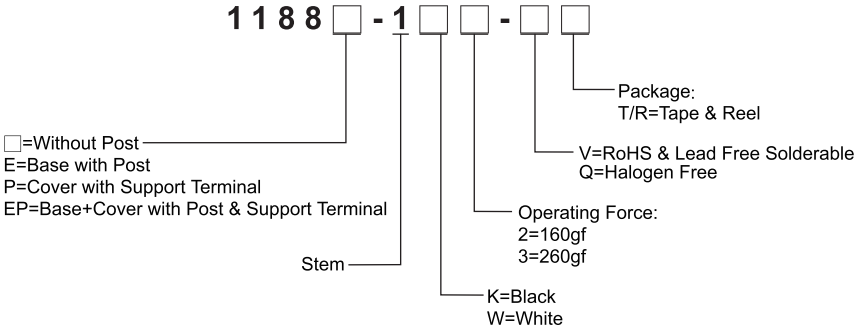 1188□-1□□-□□
Package:
T/R=Tape & Reel
□=Without Post
E=Base with Post
P=Cover with Support Terminal
EP=Base+Cover with Post & Support Terminal
V=RoHS & Lead Free Solderable
Q=Halogen Free
Operating Force:
2=160gf
3=260gf
Stem
K=Black
W=White